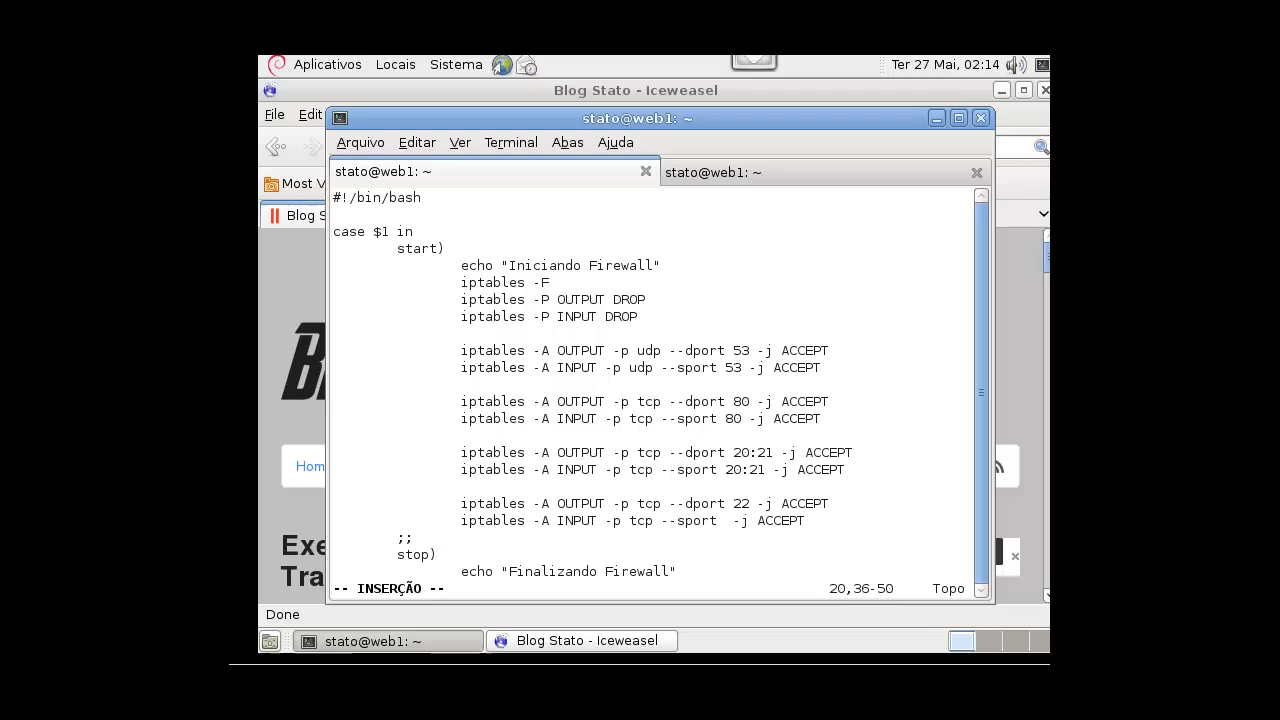 Aplicativos Locais Sistema Ter 27 Mai, 02:14
Blog Stato - Iceweasel
File Edit
stato@web1: ~
Arquivo Editar Ver Terminal Abas Ajuda
Most V
stato@web1: ~ stato@web1: ~
Blog S
#!/bin/bash
case $1 in
start)
echo "Iniciando Firewall"
iptables -F
iptables -P OUTPUT DROP
iptables -P INPUT DROP
iptables -A OUTPUT -p udp --dport 53 -j ACCEPT
iptables -A INPUT -p udp --sport 53 -j ACCEPT
iptables -A OUTPUT -p tcp --dport 80 -j ACCEPT
iptables -A INPUT -p tcp --sport 80 -j ACCEPT
iptables -A OUTPUT -p tcp --dport 20:21 -j ACCEPT
iptables -A INPUT -p tcp --sport 20:21 -j ACCEPT
iptables -A OUTPUT -p tcp --dport 22 -j ACCEPT
iptables -A INPUT -p tcp --sport  -j ACCEPT
;;
stop)
echo "Finalizando Firewall"
-- INSERÇÃO -- 20,36-50 Topo
Hom
Exe
Tra
Done
stato@web1: ~ Blog Stato - Iceweasel